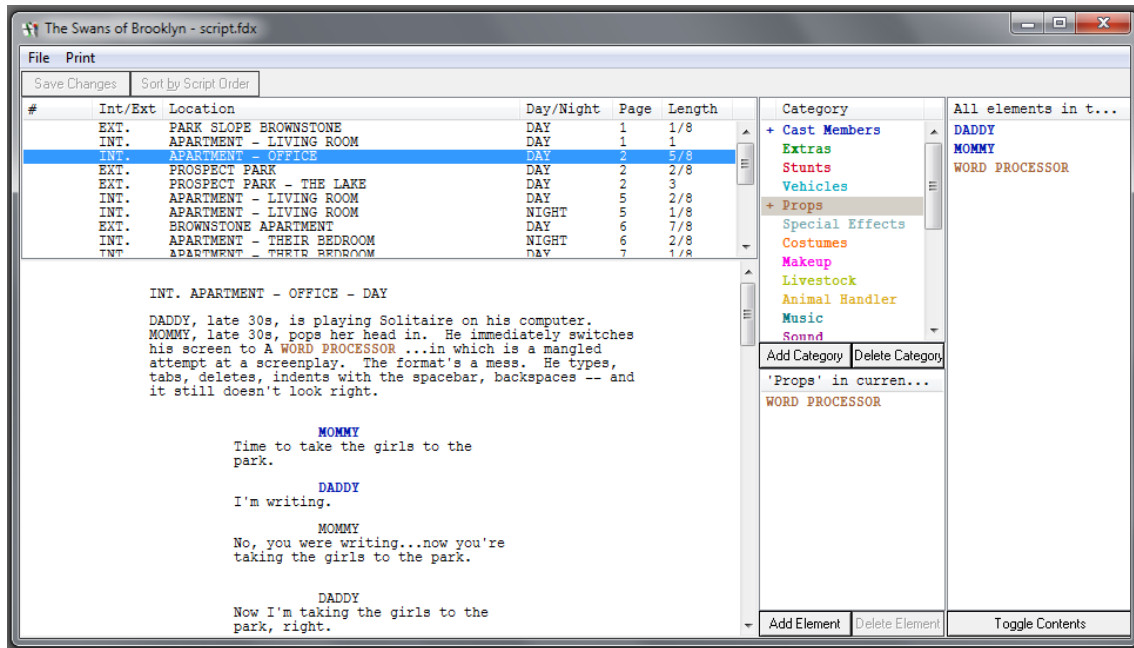 The Swans of Brooklyn - script.fdx
File Print
Save Changes Sort by Script Order
# Int/Ext Location Day/Night Page Length
EXT. PARK SLOPE BROWNSTONE DAY 1 1/8
INT. APARTMENT - LIVING ROOM DAY 1 1
INT. APARTMENT - OFFICE DAY 2 5/8
EXT. PROSPECT PARK DAY 2 2/8
EXT. PROSPECT PARK - THE LAKE DAY 2 3
INT. APARTMENT - LIVING ROOM DAY 5 2/8
INT. APARTMENT - LIVING ROOM NIGHT 5 1/8
EXT. BROWNSTONE APARTMENT DAY 6 7/8
INT. APARTMENT - THEIR BEDROOM NIGHT 6 2/8
INT. APARTMENT - THEIR BEDROOM DAY 7 1/8
INT. APARTMENT - OFFICE - DAY
DADDY, late 30s, is playing Solitaire on his computer.
MOMMY, late 30s, pops her head in. He immediately switches
his screen to A WORD PROCESSOR ...in which is a mangled
attempt at a screenplay. The format's a mess. He types,
tabs, deletes, indents with the spacebar, backspaces -- and
it still doesn't look right.
MOMMY
Time to take the girls to the
park.
DADDY
I'm writing.
MOMMY
No, you were writing...now you're
taking the girls to the park.
DADDY
Now I'm taking the girls to the
park, right.
Category
+ Cast Members
Extras
Stunts
Vehicles
+ Props
Special Effects
Costumes
Makeup
Livestock
Animal Handler
Music
Sound
Add Category Delete Category
'Props' in curren...
WORD PROCESSOR
Add Element Delete Element
All elements in t...
DADDY
MOMMY
WORD PROCESSOR
Toggle Contents